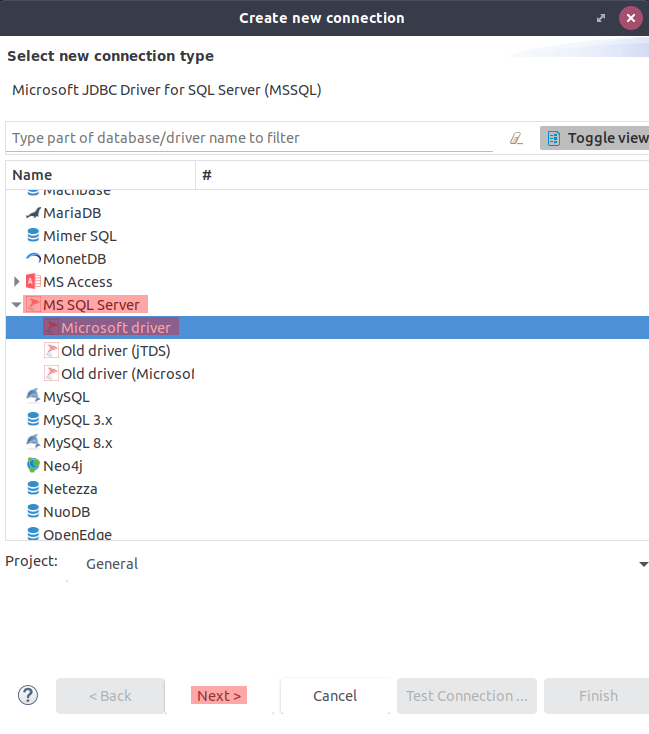 Create new connection
Select new connection type
Microsoft JDBC Driver for SQL Server (MSSQL)
Type part of database/driver name to filter
Toggle view
Name #
Machbase
MariaDB
Mimer SQL
MonetDB
MS Access
MS SQL Server
Microsoft driver
Old driver (jTDS)
Old driver (Microsof
MySQL
MySQL 3.x
MySQL 8.x
Neo4j
Netezza
NuoDB
OpenEdge
Project: General
< Back Next > Cancel Test Connection ... Finish